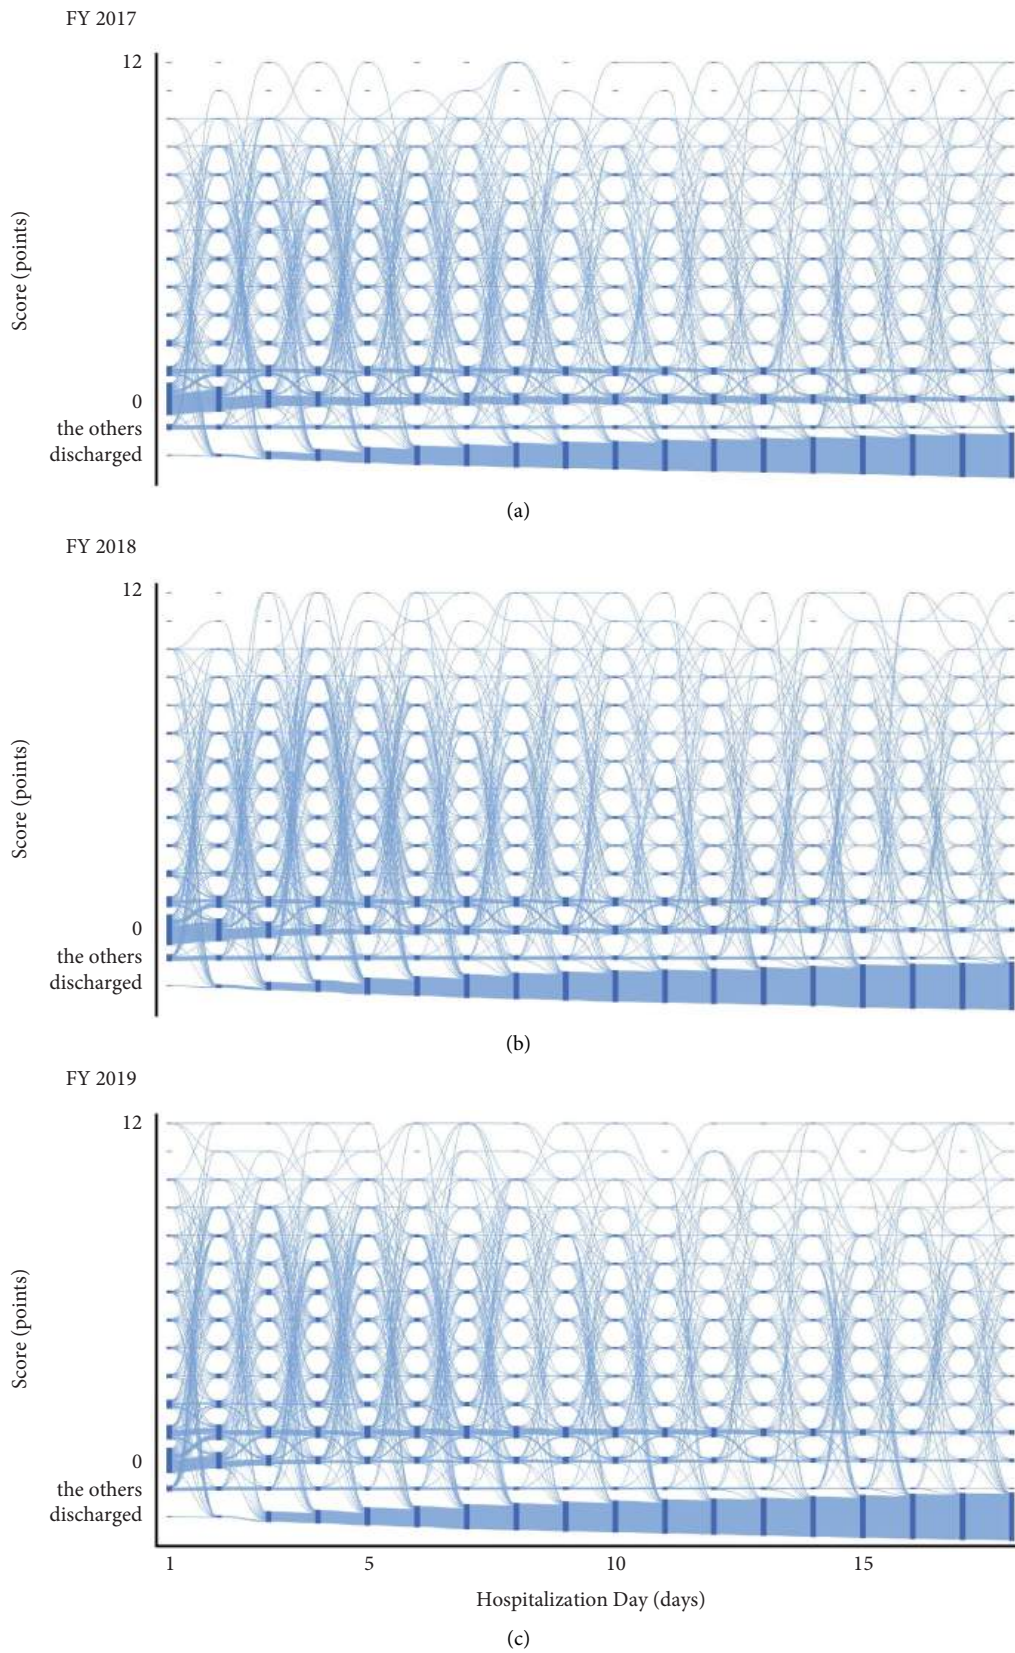 FY 2017
12
Score (points)
0
the others
discharged
(a)
FY 2018
12
Score (points)
0
the others
discharged
(b)
FY 2019
12
Score (points)
0
the others
discharged
1 5 10 15
Hospitalization Day (days)
(c)